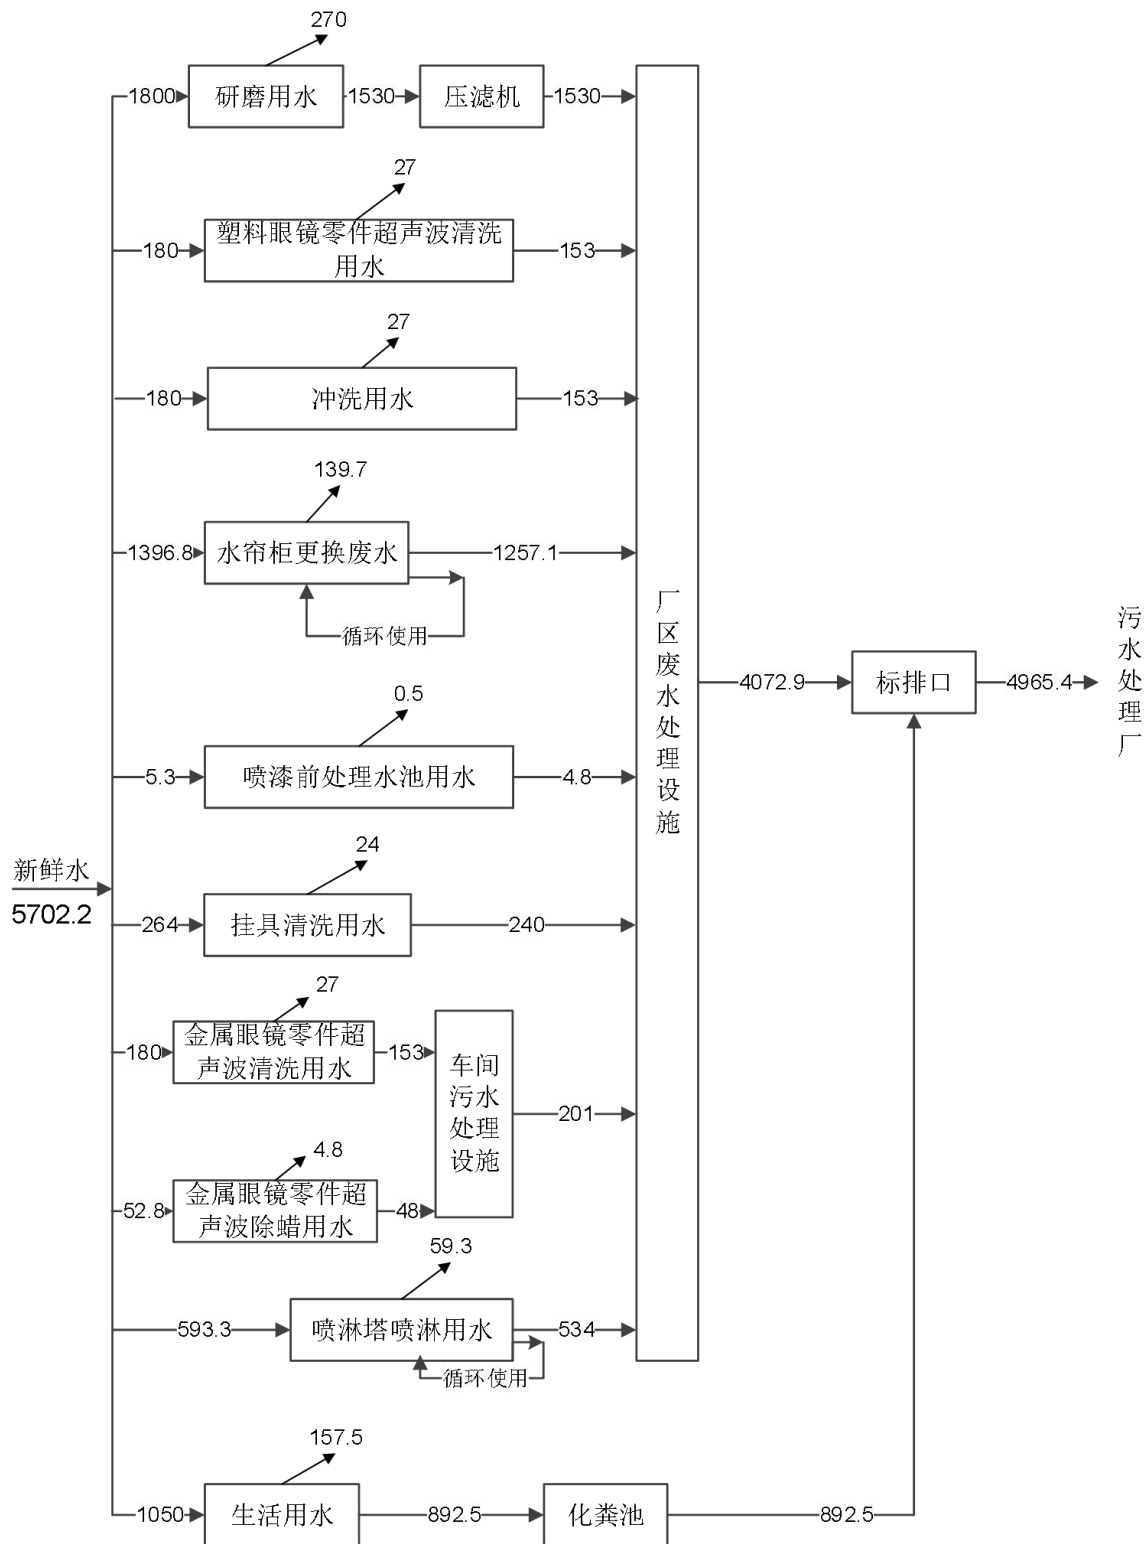 270
1800
研磨用水
1530
压滤机
1530
27
180
塑料眼镜零件超声波清洗
用水
153
27
180
冲洗用水
153
139.7
1396.8
水帘柜更换废水
1257.1
循环使用
0.5
5.3
喷漆前处理水池用水
4.8
新鲜水
5702.2
24
264
挂具清洗用水
240
27
180
金属眼镜零件超
声波清洗用水
153
车间
污水
处理
设施
201
4.8
52.8
金属眼镜零件超
声波除蜡用水
48
59.3
593.3
喷淋塔喷淋用水
534
循环使用
157.5
1050
生活用水
892.5
化粪池
892.5
厂区废水处理设施
4072.9
标排口
4965.4
污水处理厂